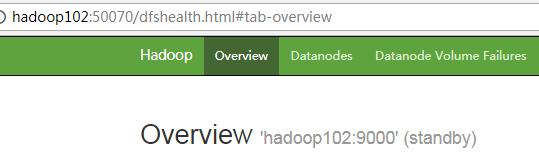 hadoop102:50070/dfshealth.html#tab-overview
Hadoop Overview Datanodes Datanode Volume Failures
Overview 'hadoop102:9000' (standby)